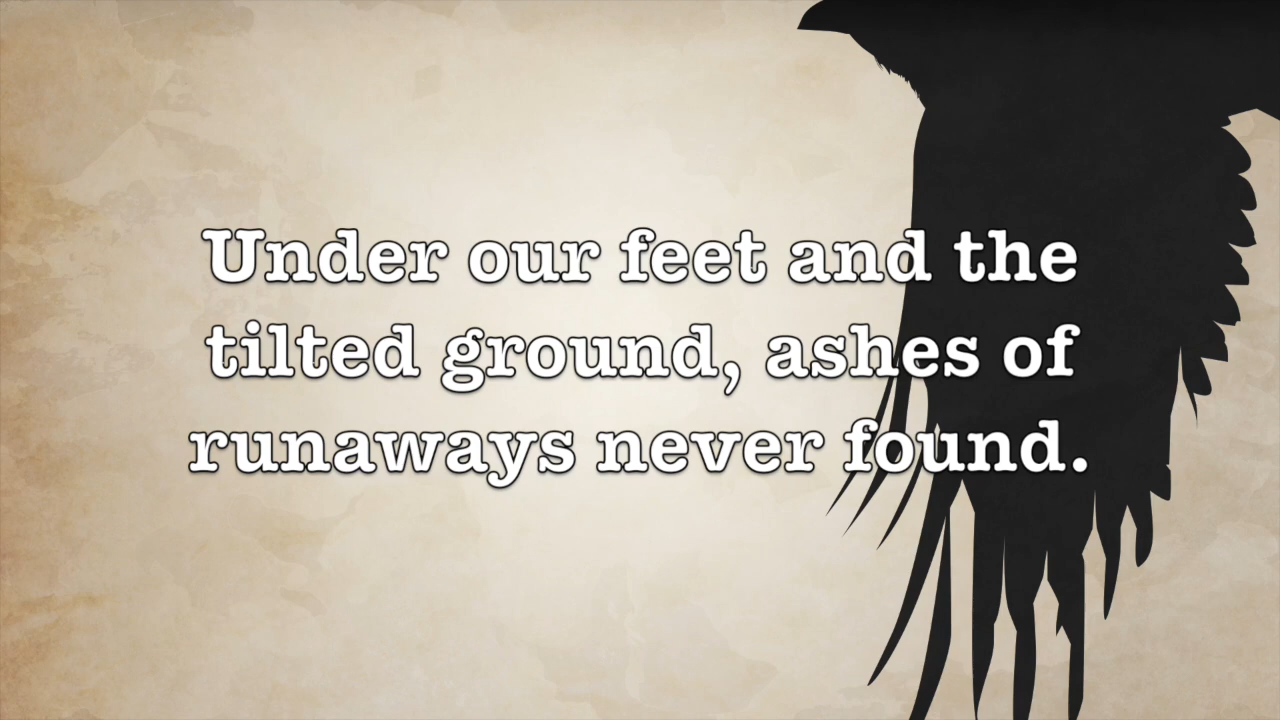 Under our feet and the
tilted ground, ashes of
runaways never found.